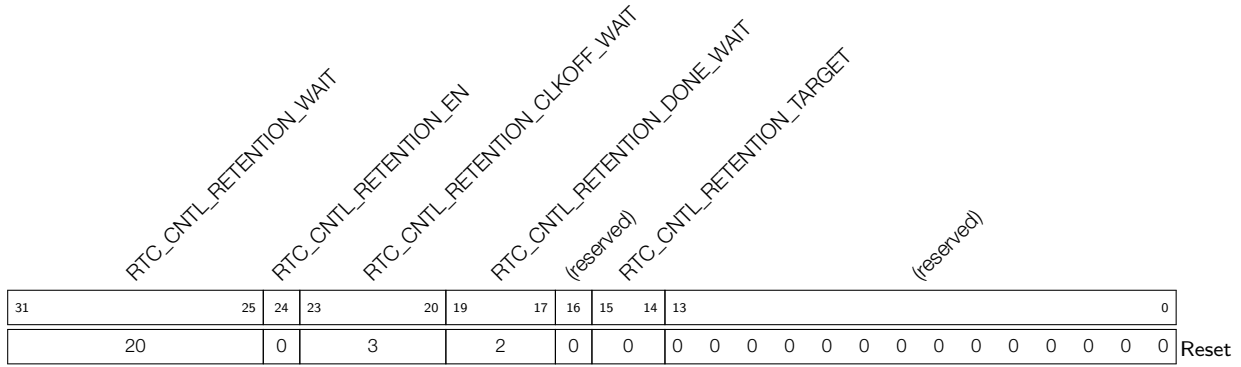 RTC_CNTL_RETENTION_WAIT
RTC_CNTL_RETENTION_EN
RTC_CNTL_RETENTION_CLKOFF_WAIT
RTC_CNTL_RETENTION_DONE_WAIT
(reserved)
RTC_CNTL_RETENTION_TARGET
(reserved)
31 25 24 23 20 19 17 16 15 14 13 0
20 0 3 2 0 0 0 0 0 0 0 0 0 0 0 0 0 0 0 0 Reset